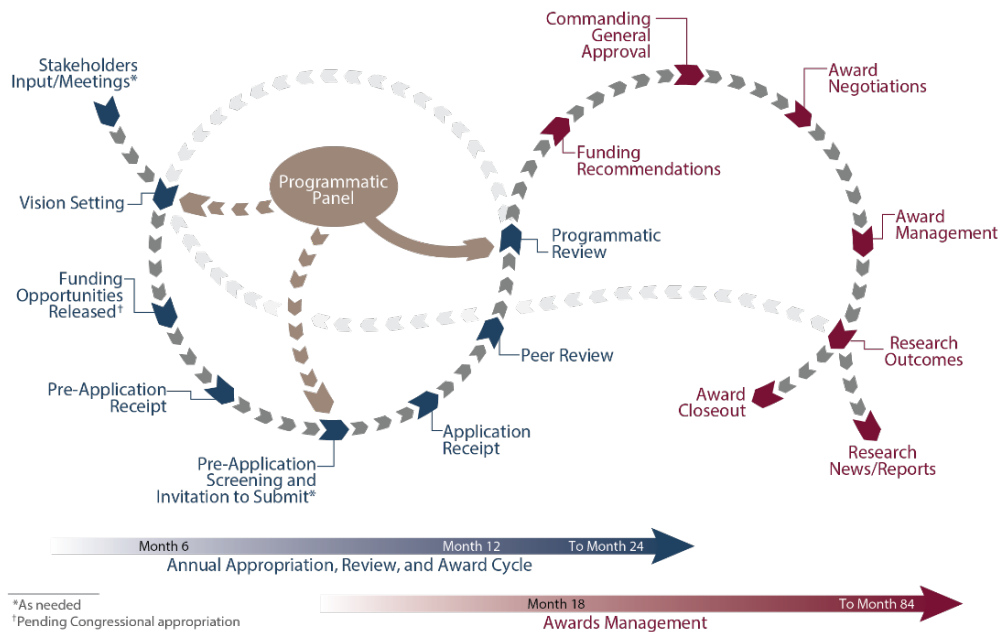 Commanding
General
Approval
Stakeholders
Input/Meetings*
Award
Negotiations
Funding
Recommendations
Programmatic
Panel
Vision Setting
Programmatic
Review
Award
Management
Funding
Opportunities
Released†
Peer Review
Research
Outcomes
Pre-Application
Receipt
Award
Closeout
Application
Receipt
Pre-Application
Screening and
Invitation to Submit*
Research
News/Reports
Month 6
Month 12
To Month 24
Annual Appropriation, Review, and Award Cycle
Month 18
To Month 84
Awards Management
*As needed
†Pending Congressional appropriation